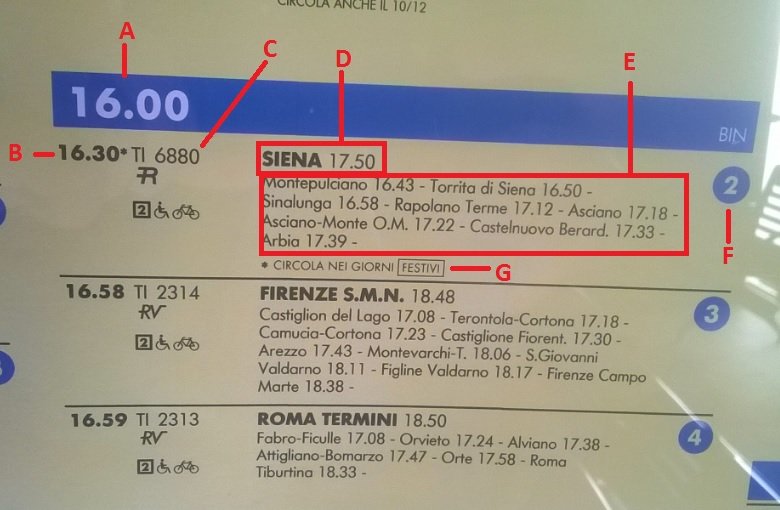 CIRCOLA ANCHE IL 10/12
A
C
D
E
16.00
BIN
B
16.30* TI 6880
SIENA 17.50
R
2
Montepulciano 16.43 - Torrita di Siena 16.50 -
Sinalunga 16.58 - Rapolano Terme 17.12 - Asciano 17.18 -
Asciano-Monte O.M. 17.22 - Castelnuovo Berard. 17.33 -
Arbia 17.39 -
2
F
* CIRCOLA NEI GIORNI FESTIVI
G
16.58 TI 2314
FIRENZE S.M.N. 18.48
3
RV
2
Castiglion del Lago 17.08 - Terontola-Cortona 17.18 -
Camucia-Cortona 17.23 - Castiglione Fiorent. 17.30 -
Arezzo 17.43 - Montevarchi-T. 18.06 - S.Giovanni
Valdarno 18.11 - Figline Valdarno 18.17 - Firenze Campo
Marte 18.38 -
16.59 TI 2313
ROMA TERMINI 18.50
4
RV
2
Fabro-Ficulle 17.08 - Orvieto 17.24 - Alviano 17.38 -
Attigliano-Bomarzo 17.47 - Orte 17.58 - Roma
Tiburtina 18.33 -